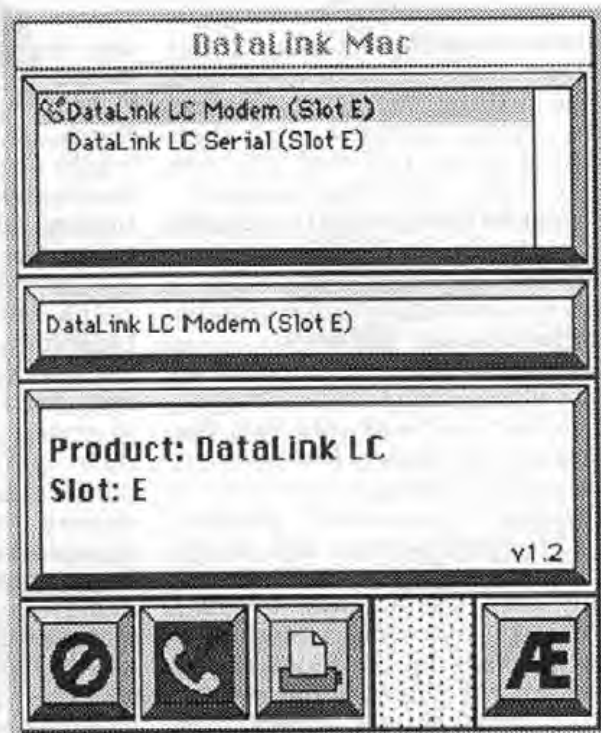 DataLink Mac
DataLink LC Modem (Slot E)
DataLink LC Serial (Slot E)
DataLink LC Modem (Slot E)
Product: DataLink LC
Slot: E
v1.2
Æ